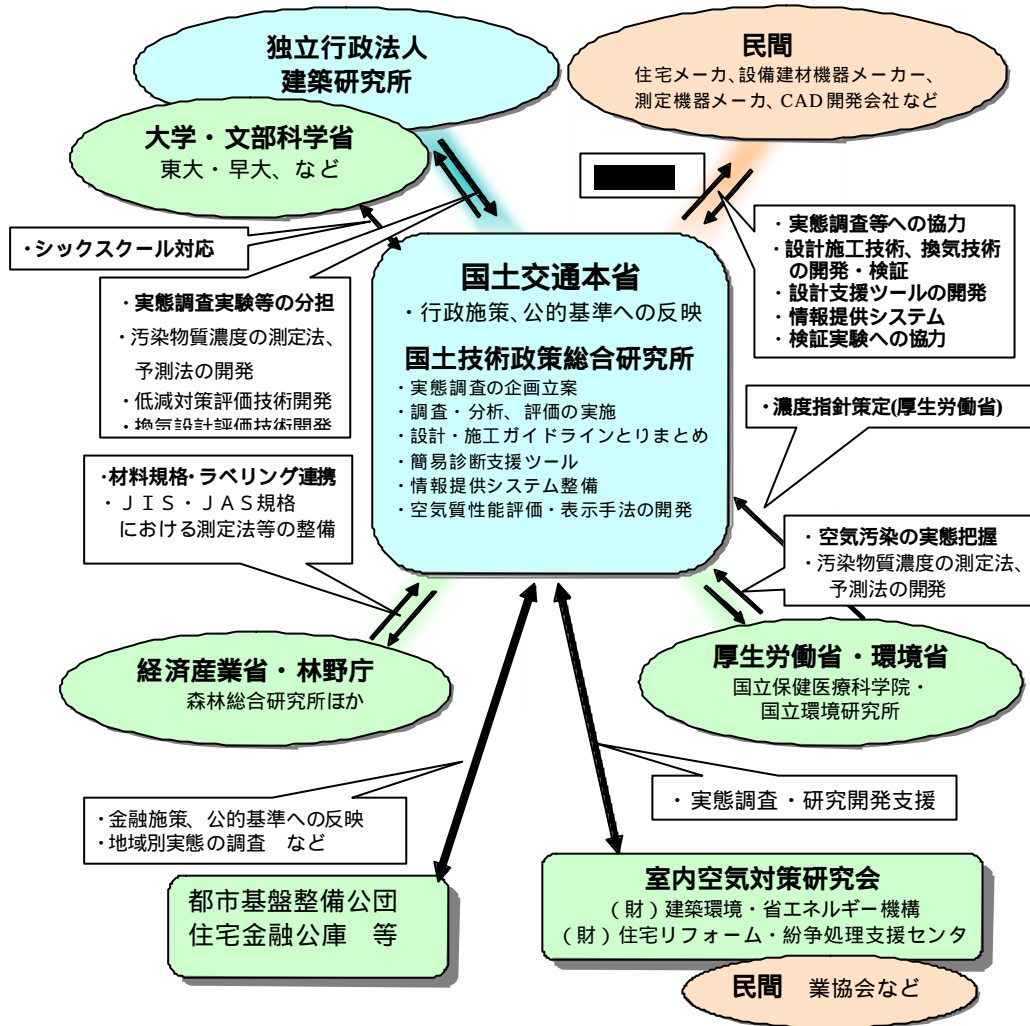 独立行政法人
建築研究所
民間
住宅メーカ、設備建材機器メーカー、
測定機器メーカ、CAD開発会社など
大学・文部科学省
東大・早大、など
・シックスクール対応
・実態調査実験等の分担
・汚染物質濃度の測定法、
予測法の開発
・低減対策評価技術開発
・換気設計評価技術開発
・実態調査等への協力
・設計施工技術、換気技術
の開発・検証
・設計支援ツールの開発
・情報提供システム
・検証実験への協力
国土交通本省
・行政施策、公的基準への反映
国土技術政策総合研究所
・実態調査の企画立案
・調査・分析、評価の実施
・設計・施工ガイドラインとりまとめ
・簡易診断支援ツール
・情報提供システム整備
・空気質性能評価・表示手法の開発
・濃度指針策定(厚生労働省)
・材料規格・ラベリング連携
・ＪＩＳ・ＪＡＳ規格
における測定法等の整備
・空気汚染の実態把握
・汚染物質濃度の測定法、
予測法の開発
経済産業省・林野庁
森林総合研究所ほか
厚生労働省・環境省
国立保健医療科学院・
国立環境研究所
・金融施策、公的基準への反映
・地域別実態の調査　など
・実態調査・研究開発支援
都市基盤整備公団
住宅金融公庫　等
室内空気対策研究会
（財）建築環境・省エネルギー機構
（財）住宅リフォーム・紛争処理支援センタ
民間　業協会など